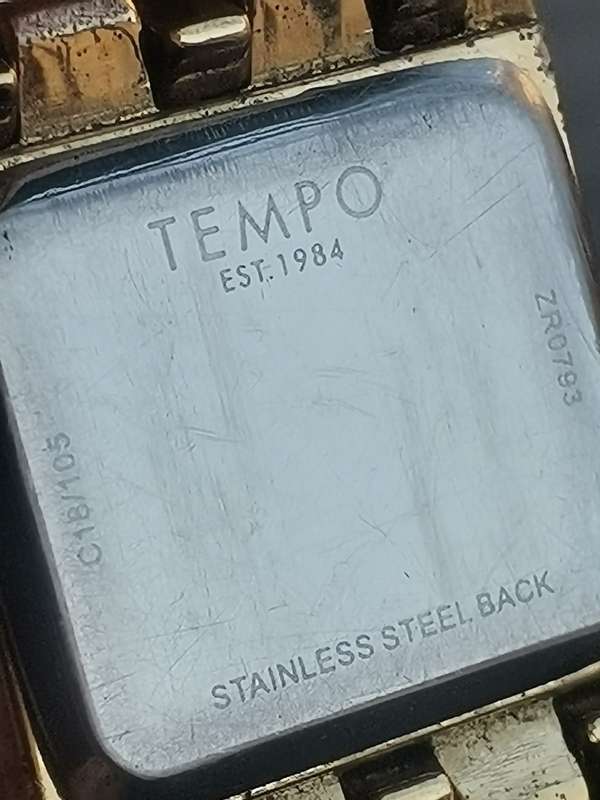 TEMPO
EST.1984
ZR0793
C18/105
STAINLESS STEEL BACK